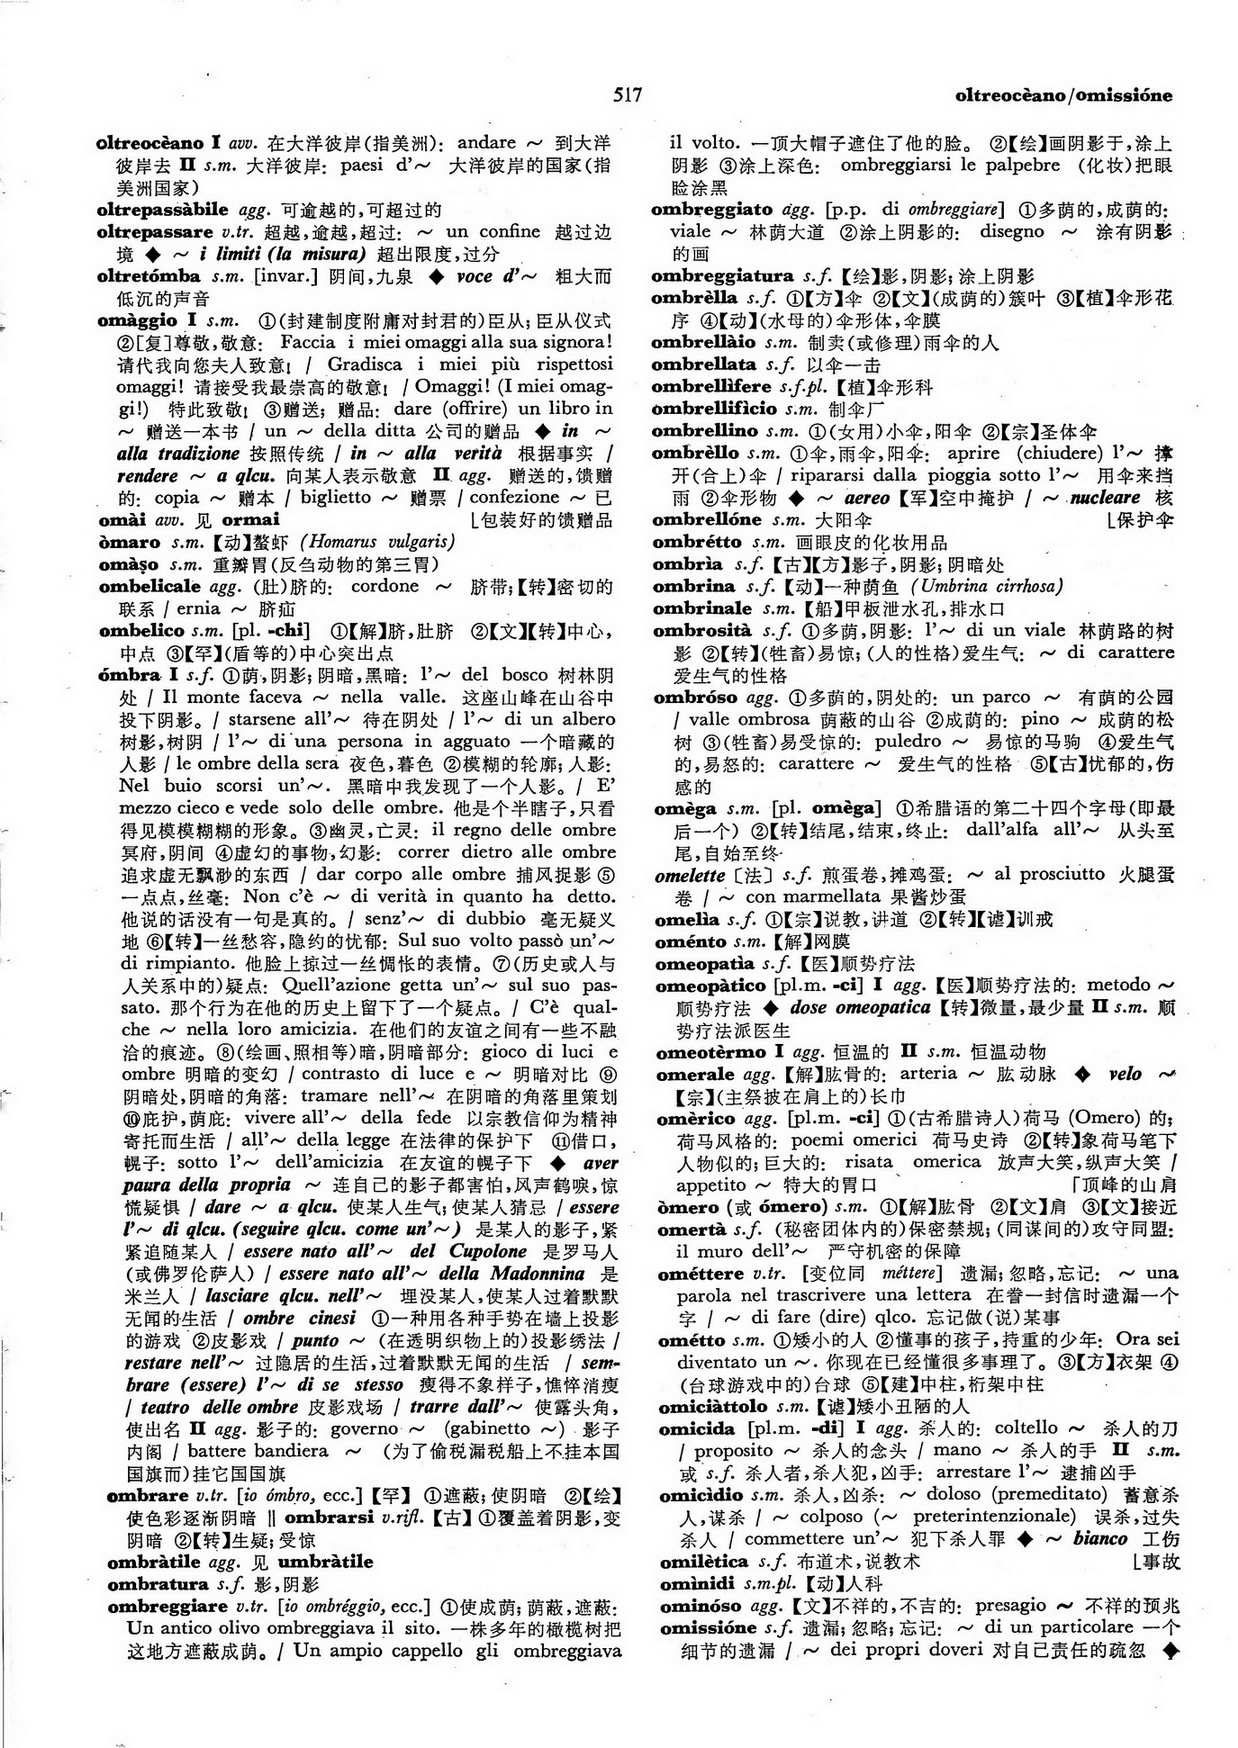 517
oltreocèano/omissióne
oltreocèano I avv. 在大洋彼岸(指美洲): andare ～ 到大洋
彼岸去 II s.m. 大洋彼岸: paesi d'～ 大洋彼岸的国家(指
美洲国家)
oltrepassàbile agg. 可逾越的,可超过的
oltrepassare v.tr. 超越,逾越,超过: ～ un confine 越过边
境 ◆ ～ i limiti (la misura) 超出限度,过分
oltretómba s.m. [invar.] 阴间,九泉 ◆ voce d'～ 粗大而
低沉的声音
omàggio I s.m. ①(封建制度附庸对封君的)臣从; 臣从仪式
②[复]尊敬,敬意: Faccia i miei omaggi alla sua signora!
请代我向您夫人致意! / Gradisca i miei più rispettosi
omaggi! 请接受我最崇高的敬意! / Omaggi! (I miei omag-
gi!) 特此致敬! ③赠送; 赠品: dare (offrire) un libro in
～ 赠送一本书 / un ～ della ditta 公司的赠品 ◆ in ～
alla tradizione 按照传统 / in ～ alla verità 根据事实 /
rendere ～ a qlcu. 向某人表示敬意 II agg. 赠送的,馈赠
的: copia ～ 赠本 / biglietto ～ 赠票 / confezione ～ 已
omài avv. 见 ormai ⌊包装好的馈赠品
òmaro s.m.【动】螯虾 (Homarus vulgaris)
omàṣo s.m. 重瓣胃(反刍动物的第三胃)
ombelicale agg. (肚)脐的: cordone ～ 脐带;【转】密切的
联系 / ernia ～ 脐疝
ombelico s.m. [pl. -chi] ①【解】脐,肚脐 ②【文】【转】中心,
中点 ③【罕】(盾等的)中心突出点
ómbra I s.f. ①荫,阴影; 阴暗,黑暗: l'～ del bosco 树林阴
处 / Il monte faceva ～ nella valle. 这座山峰在山谷中
投下阴影。/ starsene all'～ 待在阴处 / l'～ di un albero
树影,树阴 / l'～ di una persona in agguato 一个暗藏的
人影 / le ombre della sera 夜色,暮色 ②模糊的轮廓; 人影:
Nel buio scorsi un'～. 黑暗中我发现了一个人影。/ E'
mezzo cieco e vede solo delle ombre. 他是个半瞎子,只看
得见模模糊糊的形象。③幽灵,亡灵: il regno delle ombre
冥府,阴间 ④虚幻的事物,幻影: correr dietro alle ombre
追求虚无飘渺的东西 / dar corpo alle ombre 捕风捉影 ⑤
一点点,丝毫: Non c'è ～ di verità in quanto ha detto.
他说的话没有一句是真的。/ senz'～ di dubbio 毫无疑义
地 ⑥【转】一丝愁容,隐约的忧郁: Sul suo volto passò un'～
di rimpianto. 他脸上掠过一丝惆怅的表情。⑦(历史或人与
人关系中的)疑点: Quell'azione getta un'～ sul suo pas-
sato. 那个行为在他的历史上留下了一个疑点。/ C'è qual-
che ～ nella loro amicizia. 在他们的友谊之间有一些不融
洽的痕迹。⑧(绘画、照相等)暗,阴暗部分: gioco di luci e
ombre 明暗的变幻 / contrasto di luce e ～ 明暗对比 ⑨
阴暗处,阴暗的角落: tramare nell'～ 在阴暗的角落里策划
⑩庇护,荫庇: vivere all'～ della fede 以宗教信仰为精神
寄托而生活 / all'～ della legge 在法律的保护下 ⑪借口,
幌子: sotto l'～ dell'amicizia 在友谊的幌子下 ◆ aver
paura della propria ～ 连自己的影子都害怕,风声鹤唳,惊
慌疑惧 / dare ～ a qlcu. 使某人生气; 使某人猜忌 / essere
l'～ di qlcu. (seguire qlcu. come un'～) 是某人的影子,紧
紧追随某人 / essere nato all'～ del Cupolone 是罗马人
(或佛罗伦萨人) / essere nato all'～ della Madonnina 是
米兰人 / lasciare qlcu. nell'～ 埋没某人,使某人过着默默
无闻的生活 / ombre cinesi ①一种用各种手势在墙上投影
的游戏 ②皮影戏 / punto ～ (在透明织物上的)投影绣法 /
restare nell'～ 过隐居的生活,过着默默无闻的生活 / sem-
brare (essere) l'～ di se stesso 瘦得不象样子,憔悴消瘦
/ teatro delle ombre 皮影戏场 / trarre dall'～ 使露头角,
使出名 II agg. 影子的: governo ～ (gabinetto ～) 影子
内阁 / battere bandiera ～ (为了偷税漏税船上不挂本国
国旗而)挂它国国旗
ombrare v.tr. [io ómbro, ecc.]【罕】 ①遮蔽; 使阴暗 ②【绘】
使色彩逐渐阴暗 ‖ ombrarsi v.rifl.【古】①覆盖着阴影,变
阴暗 ②【转】生疑; 受惊
ombràtile agg. 见 umbràtile
ombratura s.f. 影,阴影
ombreggiare v.tr. [io ombréggio, ecc.] ①使成荫; 荫蔽,遮蔽:
Un antico olivo ombreggiava il sito. 一株多年的橄榄树把
这地方遮蔽成荫。/ Un ampio cappello gli ombreggiava
il volto. 一顶大帽子遮住了他的脸。 ②【绘】画阴影于,涂上
阴影 ③涂上深色: ombreggiarsi le palpebre (化妆)把眼
睑涂黑
ombreggiato agg. [p.p. di ombreggiare] ①多荫的,成荫的:
viale ～ 林荫大道 ②涂上阴影的: disegno ～ 涂有阴影
的画
ombreggiatura s.f.【绘】影,阴影; 涂上阴影
ombrèlla s.f. ①【方】伞 ②【文】(成荫的)簇叶 ③【植】伞形花
序 ④【动】(水母的)伞形体,伞膜
ombrellàio s.m. 制卖(或修理)雨伞的人
ombrellata s.f. 以伞一击
ombrellìfere s.f.pl.【植】伞形科
ombrellifìcio s.m. 制伞厂
ombrellino s.m. ①(女用)小伞,阳伞 ②【宗】圣体伞
ombrèllo s.m. ①伞,雨伞,阳伞: aprire (chiudere) l'～ 撑
开(合上)伞 / ripararsi dalla pioggia sotto l'～ 用伞来挡
雨 ②伞形物 ◆ ～ aereo【军】空中掩护 / ～ nucleare 核
ombrellóne s.m. 大阳伞 ⌊保护伞
ombrétto s.m. 画眼皮的化妆用品
ombrìa s.f.【古】【方】影子,阴影; 阴暗处
ombrina s.f.【动】一种荫鱼 (Umbrina cirrhosa)
ombrinale s.m.【船】甲板泄水孔,排水口
ombrosità s.f. ①多荫,阴影: l'～ di un viale 林荫路的树
影 ②【转】(牲畜)易惊; (人的性格)爱生气: ～ di carattere
爱生气的性格
ombróso agg. ①多荫的,阴处的: un parco ～ 有荫的公园
/ valle ombrosa 荫蔽的山谷 ②成荫的: pino ～ 成荫的松
树 ③(牲畜)易受惊的: puledro ～ 易惊的马驹 ④爱生气
的,易怒的: carattere ～ 爱生气的性格 ⑤【古】忧郁的,伤
感的
omèga s.m. [pl. omèga] ①希腊语的第二十四个字母(即最
后一个) ②【转】结尾,结束,终止: dall'alfa all'～ 从头至
尾,自始至终
omelette〔法〕s.f. 煎蛋卷,摊鸡蛋: ～ al prosciutto 火腿蛋
卷 / ～ con marmellata 果酱炒蛋
omelìa s.f. ①【宗】说教,讲道 ②【转】【谑】训戒
oménto s.m.【解】网膜
omeopatìa s.f.【医】顺势疗法
omeopàtico [pl.m. -ci] I agg.【医】顺势疗法的: metodo ～
顺势疗法 ◆ dose omeopatica【转】微量,最少量 II s.m. 顺
势疗法派医生
omeotèrmo I agg. 恒温的 II s.m. 恒温动物
omerale agg.【解】肱骨的: arteria ～ 肱动脉 ◆ velo ～
【宗】(主祭披在肩上的)长巾
omèrico agg. [pl.m. -ci] ①(古希腊诗人)荷马 (Omero) 的;
荷马风格的: poemi omerici 荷马史诗 ②【转】象荷马笔下
人物似的; 巨大的: risata omerica 放声大笑,纵声大笑 /
appetito ～ 特大的胃口 ⌈顶峰的山肩
òmero (或 ómero) s.m. ①【解】肱骨 ②【文】肩 ③【文】接近
omertà s.f. (秘密团体内的)保密禁规; (同谋间的)攻守同盟:
il muro dell'～ 严守机密的保障
ométtere v.tr. [变位同 méttere] 遗漏; 忽略,忘记: ～ una
parola nel trascrivere una lettera 在誊一封信时遗漏一个
字 / ～ di fare (dire) qlco. 忘记做(说)某事
ométto s.m. ①矮小的人 ②懂事的孩子,持重的少年: Ora sei
diventato un ～. 你现在已经懂很多事理了。③【方】衣架 ④
(台球游戏中的)台球 ⑤【建】中柱,桁架中柱
omiciàttolo s.m.【谑】矮小丑陋的人
omicida [pl.m. -di] I agg. 杀人的: coltello ～ 杀人的刀
/ proposito ～ 杀人的念头 / mano ～ 杀人的手 II s.m.
或 s.f. 杀人者,杀人犯,凶手: arrestare l'～ 逮捕凶手
omicìdio s.m. 杀人,凶杀: ～ doloso (premeditato) 蓄意杀
人,谋杀 / ～ colposo (～ preterintenzionale) 误杀,过失
杀人 / commettere un'～ 犯下杀人罪 ◆ ～ bianco 工伤
omilètica s.f. 布道术,说教术 ⌊事故
omìnidi s.m.pl.【动】人科
ominóso agg.【文】不祥的,不吉的: presagio ～ 不祥的预兆
omissióne s.f. 遗漏; 忽略; 忘记: ～ di un particolare 一个
细节的遗漏 / ～ dei propri doveri 对自己责任的疏忽 ◆